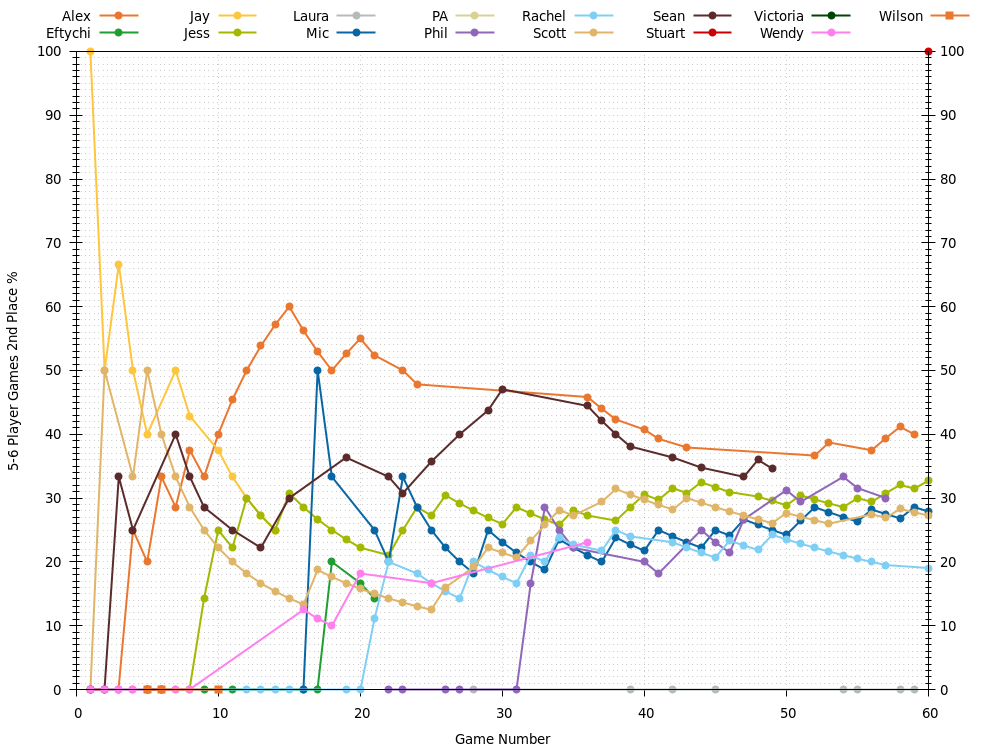 Alex Jay Laura PA Rachel Sean Victoria Wilson
Eftychi Jess Mic Phil Scott Stuart Wendy
100 100
90 90
80 80
70 70
60 60
50 50
40 40
30 30
20 20
10 10
0 0
5-6 Player Games 2nd Place %
0 10 20 30 40 50 60
Game Number